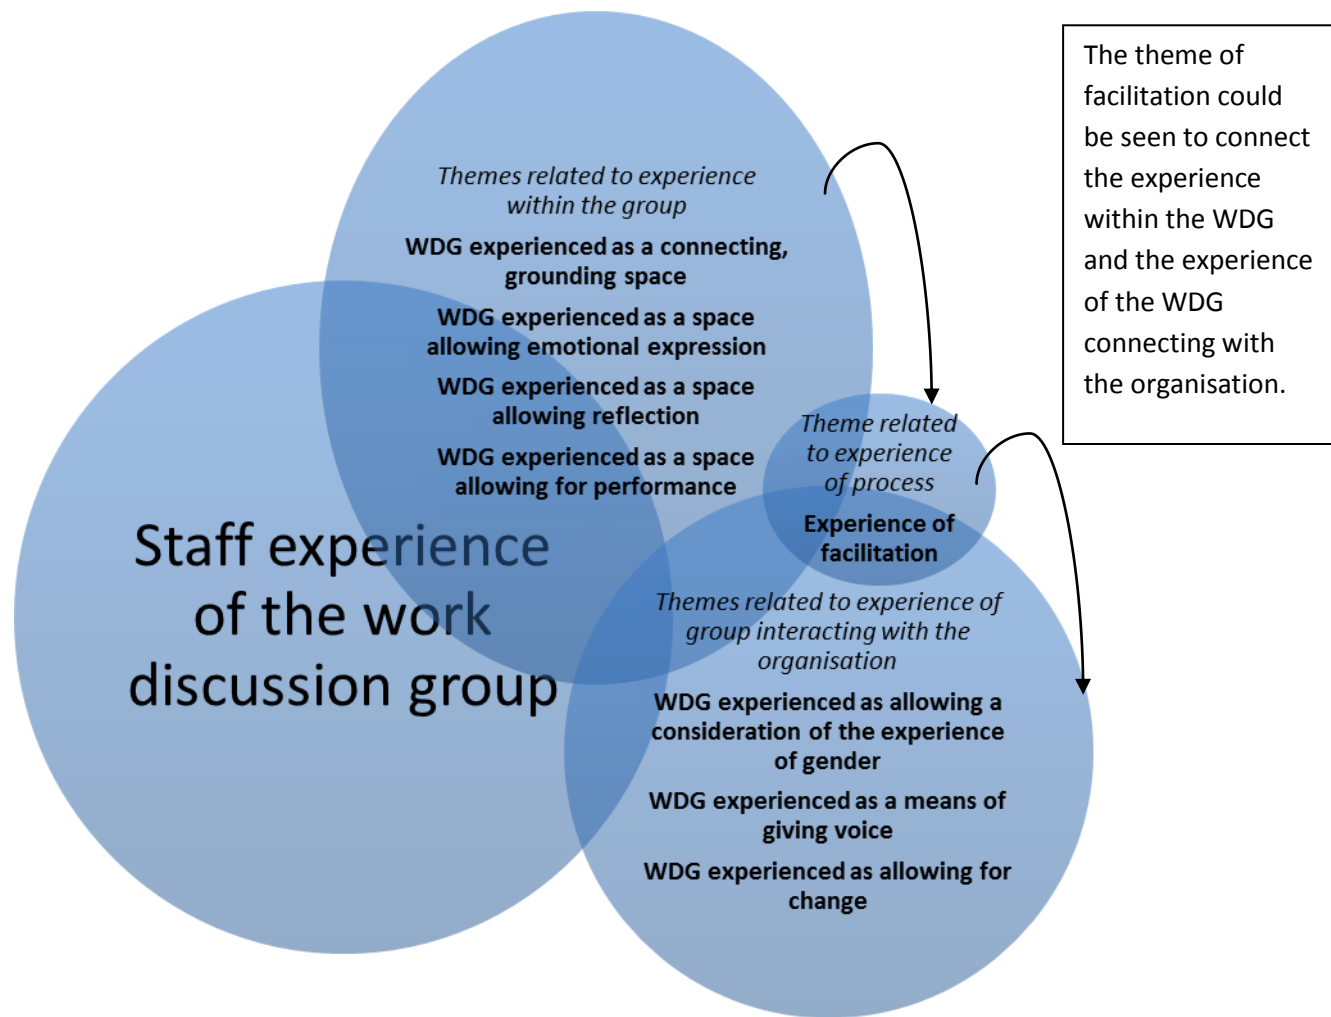 Themes related to experience
within the group
WDG experienced as a connecting,
grounding space
WDG experienced as a space
allowing emotional expression
WDG experienced as a space
allowing reflection
WDG experienced as a space
allowing for performance
Staff experience
of the work
discussion group
Theme related
to experience
of process
Experience of
facilitation
Themes related to experience of
group interacting with the
organisation
WDG experienced as allowing a
consideration of the experience
of gender
WDG experienced as a means of
giving voice
WDG experienced as allowing for
change
The theme of
facilitation could
be seen to connect
the experience
within the WDG
and the experience
of the WDG
connecting with
the organisation.